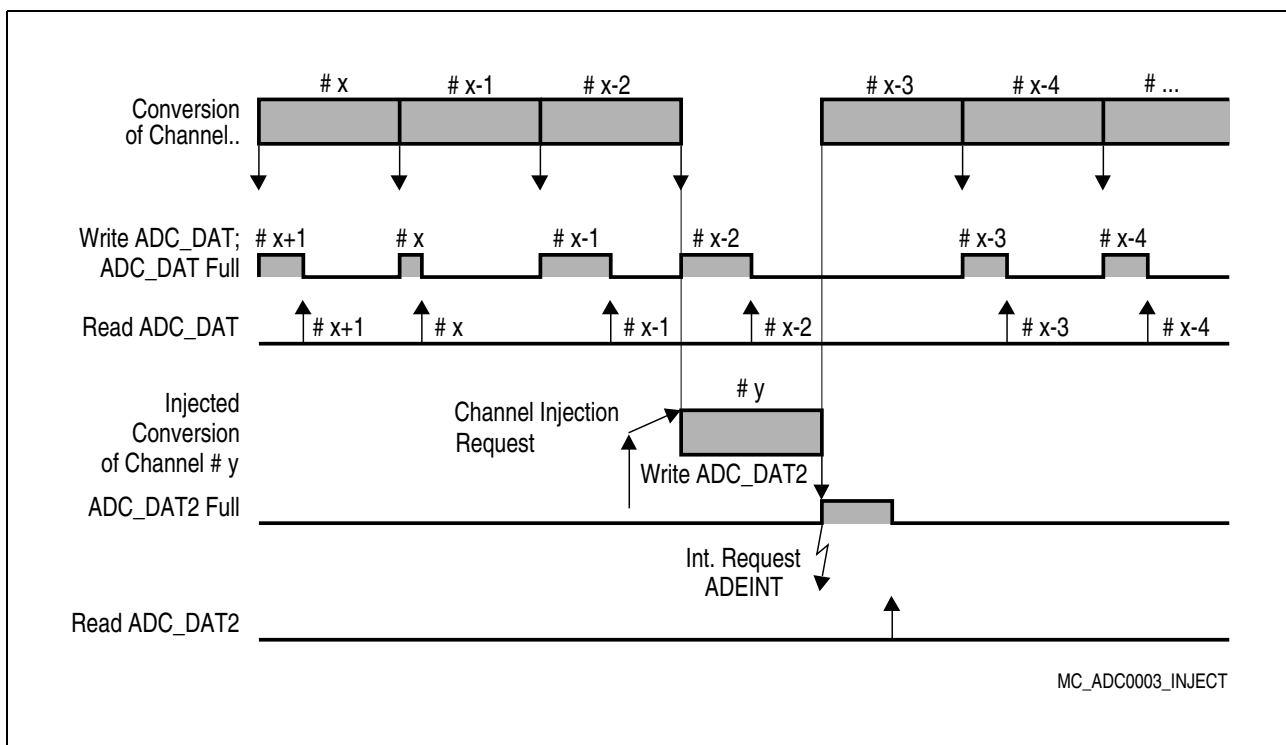 # x
# x-1
# x-2
# x-3
# x-4
# ...
Conversion
of Channel..
Write ADC_DAT;
ADC_DAT Full
# x+1
# x
# x-1
# x-2
# x-3
# x-4
Read ADC_DAT
# x+1
# x
# x-1
# x-2
# x-3
# x-4
Injected
Conversion
of Channel # y
Channel Injection
Request
# y
Write ADC_DAT2
ADC_DAT2 Full
Int. Request
ADEINT
Read ADC_DAT2
MC_ADC0003_INJECT